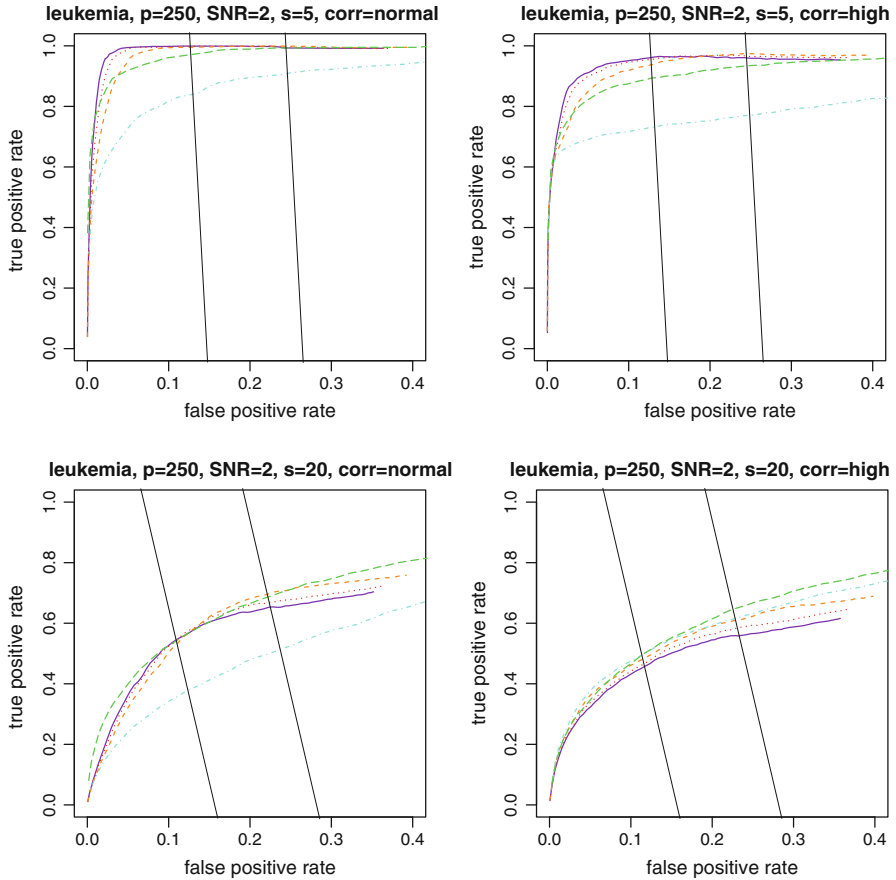 leukemia, p=250, SNR=2, s=5, corr=normal
true positive rate
1.0
0.8
0.6
0.4
0.2
0.0
0.0 0.1 0.2 0.3 0.4
false positive rate
leukemia, p=250, SNR=2, s=5, corr=high
true positive rate
1.0
0.8
0.6
0.4
0.2
0.0
0.0 0.1 0.2 0.3 0.4
false positive rate
leukemia, p=250, SNR=2, s=20, corr=normal
true positive rate
1.0
0.8
0.6
0.4
0.2
0.0
0.0 0.1 0.2 0.3 0.4
false positive rate
leukemia, p=250, SNR=2, s=20, corr=high
true positive rate
1.0
0.8
0.6
0.4
0.2
0.0
0.0 0.1 0.2 0.3 0.4
false positive rate